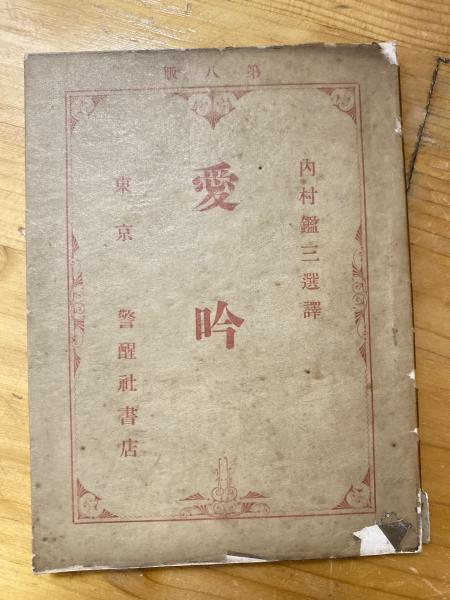 第八版
内村鑑三選譯
愛吟
東京 警醒社書店